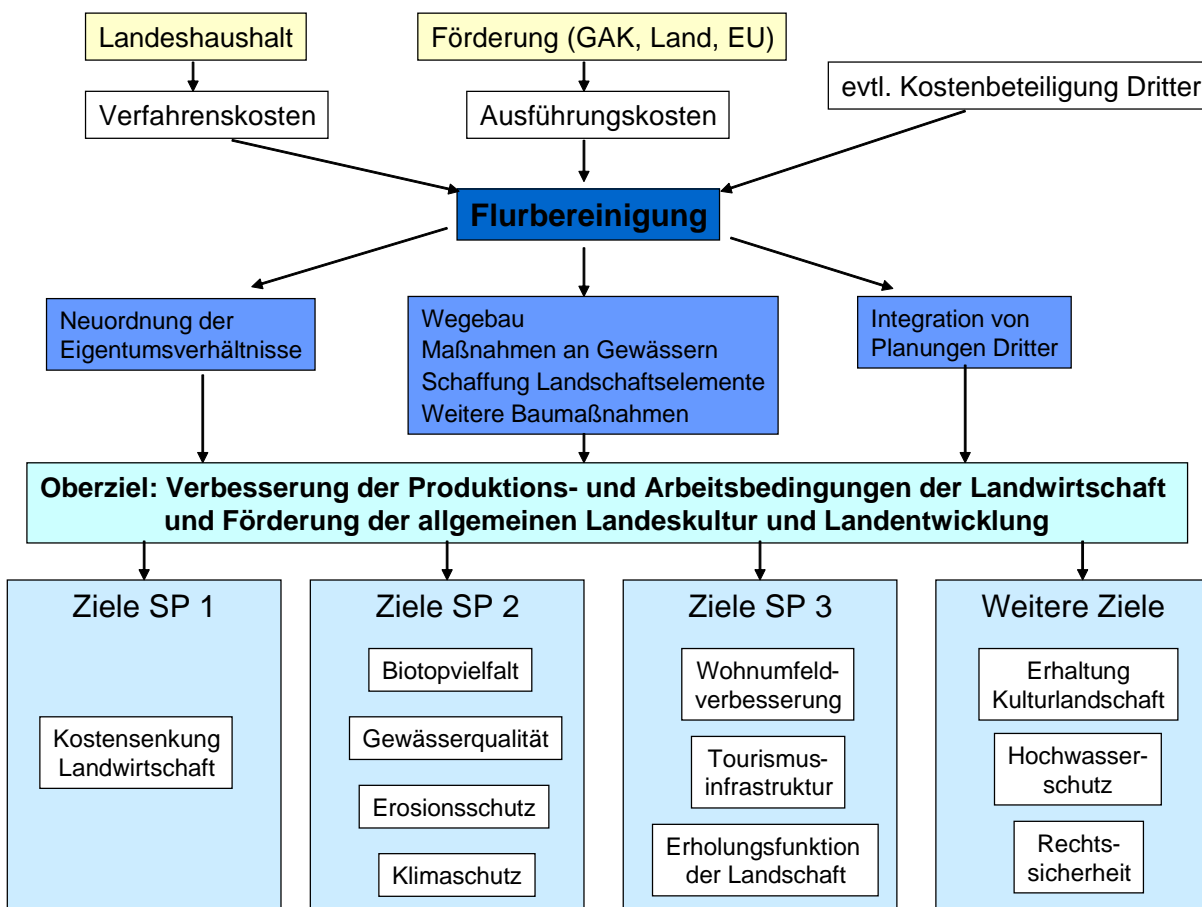 Landeshaushalt
Förderung (GAK, Land, EU)
evtl. Kostenbeteiligung Dritter
Verfahrenskosten
Ausführungskosten
Flurbereinigung
Neuordnung der
Eigentumsverhältnisse
Wegebau
Maßnahmen an Gewässern
Schaffung Landschaftselemente
Weitere Baumaßnahmen
Integration von
Planungen Dritter
Oberziel: Verbesserung der Produktions- und Arbeitsbedingungen der Landwirtschaft
und Förderung der allgemeinen Landeskultur und Landentwicklung
Ziele SP 1
Kostensenkung
Landwirtschaft
Ziele SP 2
Biotopvielfalt
Gewässerqualität
Erosionsschutz
Klimaschutz
Ziele SP 3
Wohnumfeld-
verbesserung
Tourismus-
infrastruktur
Erholungsfunktion
der Landschaft
Weitere Ziele
Erhaltung
Kulturlandschaft
Hochwasser-
schutz
Rechts-
sicherheit